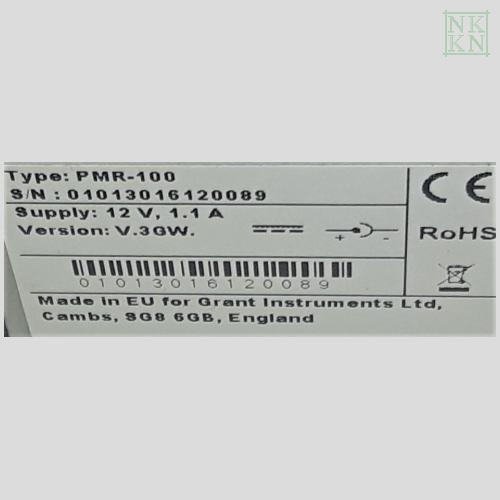 NK
KN
Type: PMR-100
S/N : 01013016120089
Supply: 12 V, 1.1 A
Version: V.3GW.
+ -
CE
RoHS
01013016120089
Made in EU for Grant Instruments Ltd,
Cambs, SG8 6GB, England